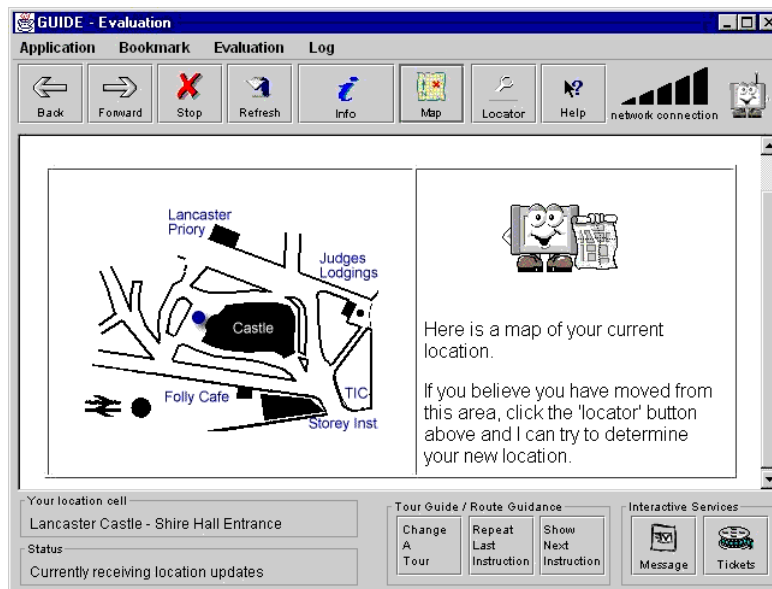 GUIDE - Evaluation
Application Bookmark Evaluation Log
Back Forward Stop Refresh Info Map Locator Help network connection
Lancaster
Priory
Judges
Lodgings
Castle
Folly Cafe
TIC
Storey Inst.
Here is a map of your current
location.
If you believe you have moved from
this area, click the 'locator' button
above and I can try to determine
your new location.
Your location cell
Lancaster Castle - Shire Hall Entrance
Status
Currently receiving location updates
Tour Guide / Route Guidance
Change
A
Tour
Repeat
Last
Instruction
Show
Next
Instruction
Interactive Services
Message
Tickets